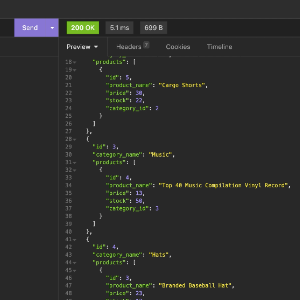 Send 200 OK 5.1 ms 699 B
Preview Headers 8 Cookies Timeline
18 "products": [
19 {
20 "id": 5,
21 "product_name": "Cargo Shorts",
22 "price": 30,
23 "stock": 22,
24 "category_id": 2
25 }
26 ]
27 },
28 {
29 "id": 3,
30 "category_name": "Music",
31 "products": [
32 {
33 "id": 4,
34 "product_name": "Top 40 Music Compilation Vinyl Record",
35 "price": 13,
36 "stock": 50,
37 "category_id": 3
38 }
39 ]
40 },
41 {
42 "id": 4,
43 "category_name": "Hats",
44 "products": [
45 {
46 "id": 3,
47 "product_name": "Branded Baseball Hat",
48 "price": 23,